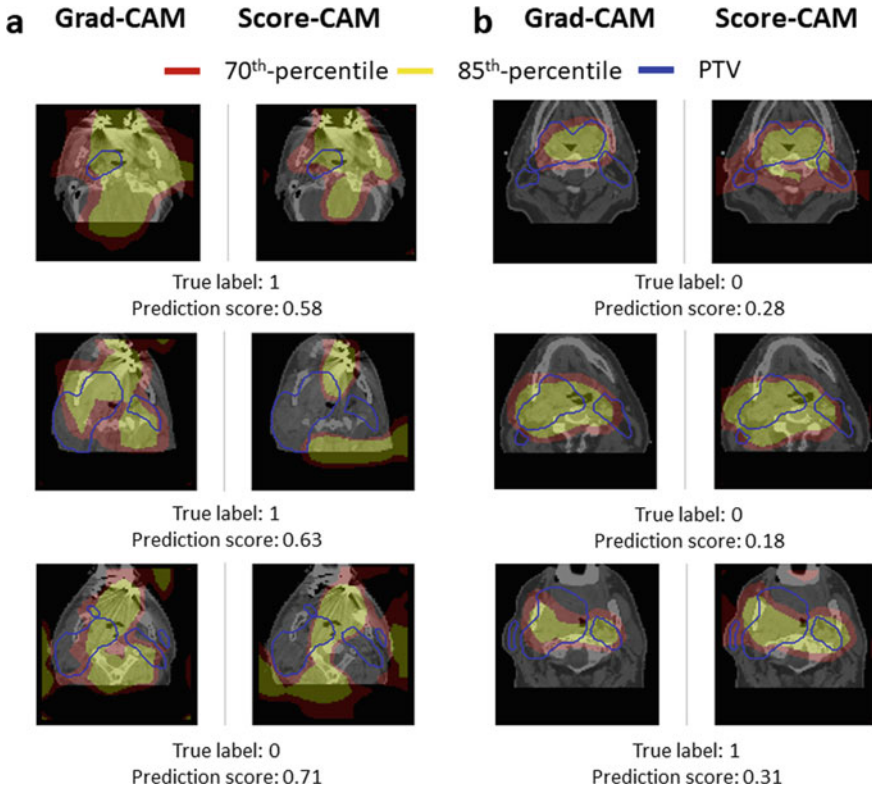 a Grad-CAM Score-CAM b Grad-CAM Score-CAM
70th-percentile 85th-percentile PTV
True label: 1 True label: 0
Prediction score: 0.58 Prediction score: 0.28
True label: 1 True label: 0
Prediction score: 0.63 Prediction score: 0.18
True label: 0 True label: 1
Prediction score: 0.71 Prediction score: 0.31